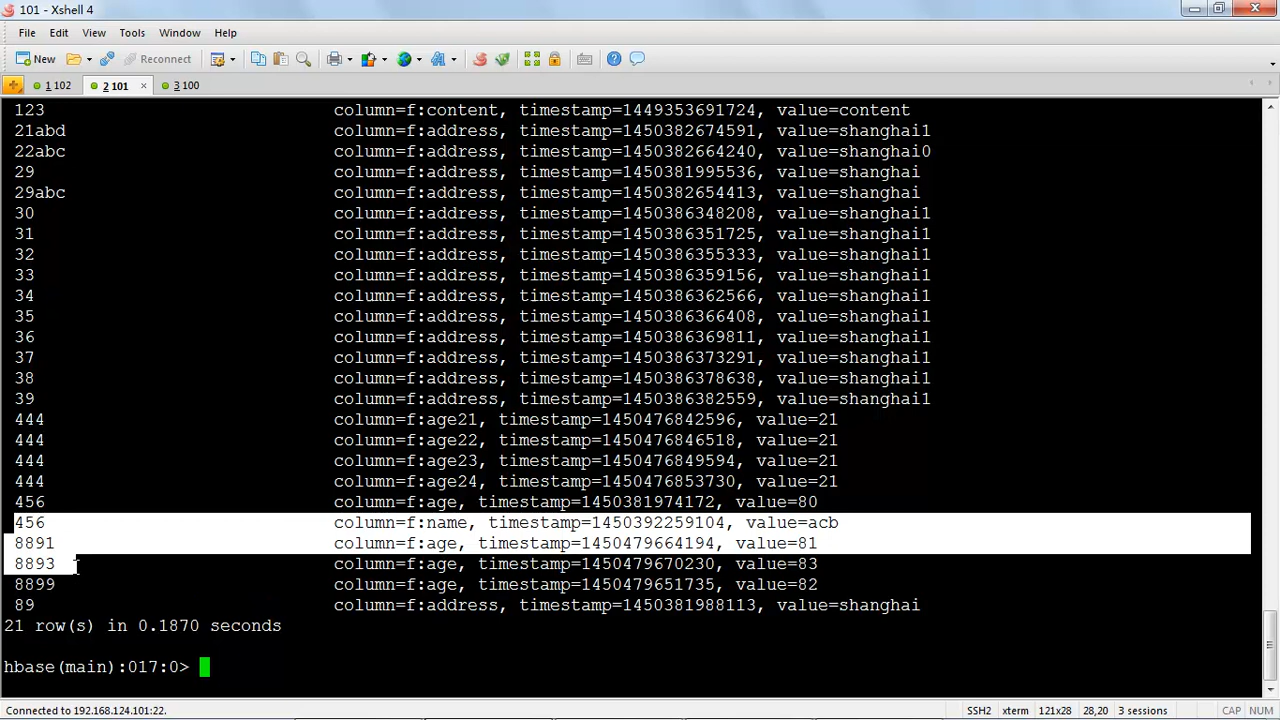 101 - Xshell 4
File Edit View Tools Window Help
New Reconnect
1 102 2 101 3 100
123 column=f:content, timestamp=1449353691724, value=content
21abd column=f:address, timestamp=1450382674591, value=shanghai1
22abc column=f:address, timestamp=1450382664240, value=shanghai0
29 column=f:address, timestamp=1450381995536, value=shanghai
29abc column=f:address, timestamp=1450382654413, value=shanghai
30 column=f:address, timestamp=1450386348208, value=shanghai1
31 column=f:address, timestamp=1450386351725, value=shanghai1
32 column=f:address, timestamp=1450386355333, value=shanghai1
33 column=f:address, timestamp=1450386359156, value=shanghai1
34 column=f:address, timestamp=1450386362566, value=shanghai1
35 column=f:address, timestamp=1450386366408, value=shanghai1
36 column=f:address, timestamp=1450386369811, value=shanghai1
37 column=f:address, timestamp=1450386373291, value=shanghai1
38 column=f:address, timestamp=1450386378638, value=shanghai1
39 column=f:address, timestamp=1450386382559, value=shanghai1
444 column=f:age21, timestamp=1450476842596, value=21
444 column=f:age22, timestamp=1450476846518, value=21
444 column=f:age23, timestamp=1450476849594, value=21
444 column=f:age24, timestamp=1450476853730, value=21
456 column=f:age, timestamp=1450381974172, value=80
456 column=f:name, timestamp=1450392259104, value=acb
8891 column=f:age, timestamp=1450479664194, value=81
8893 column=f:age, timestamp=1450479670230, value=83
8899 column=f:age, timestamp=1450479651735, value=82
89 column=f:address, timestamp=1450381988113, value=shanghai
21 row(s) in 0.1870 seconds
hbase(main):017:0>
Connected to 192.168.124.101:22. SSH2 xterm 121x28 28,20 3 sessions CAP NUM